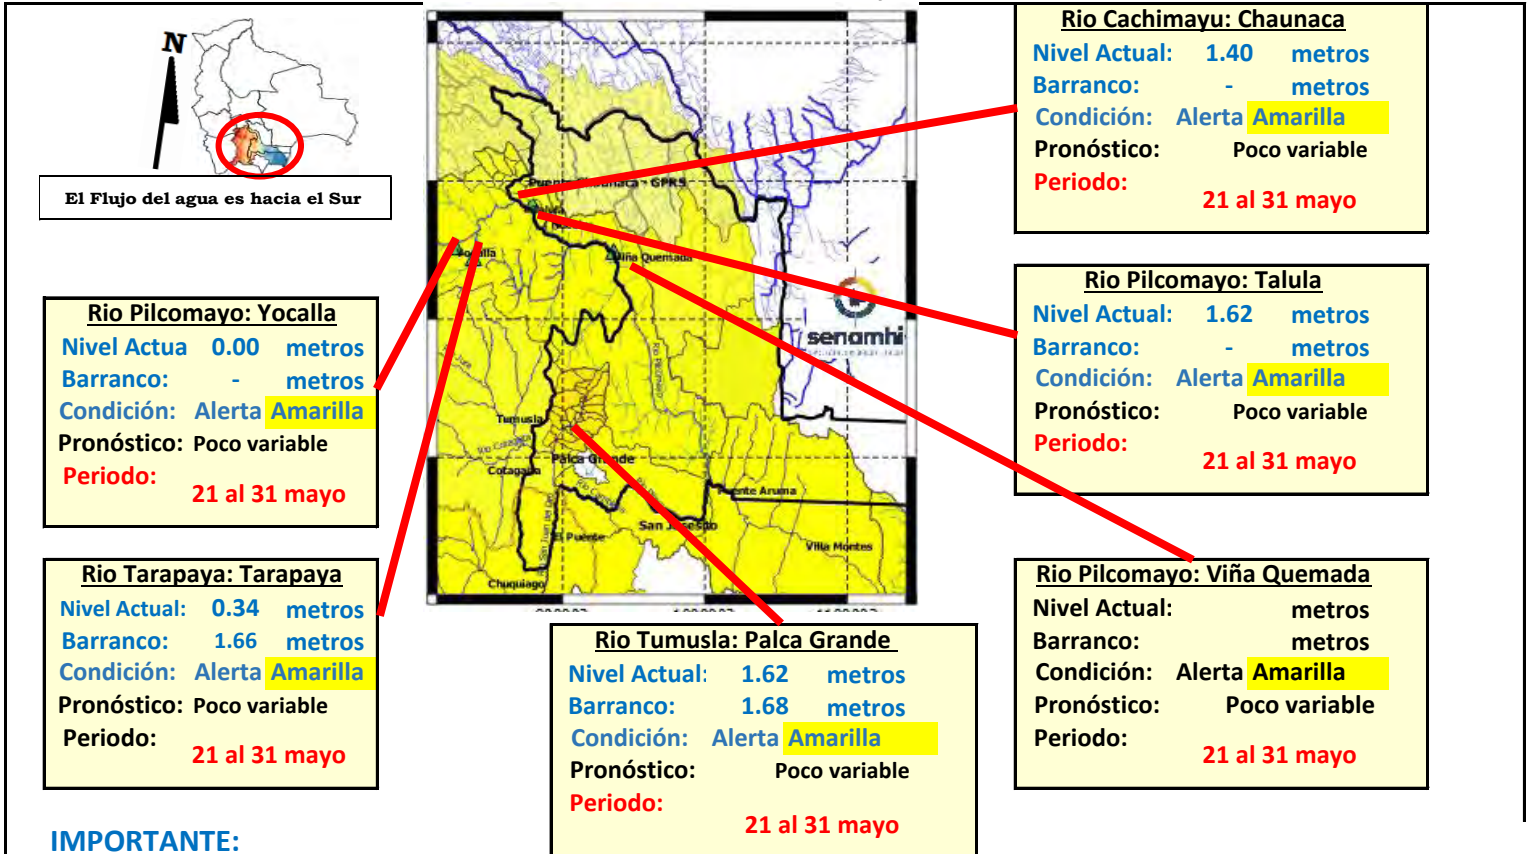 N
El Flujo del agua es hacia el Sur
Rio Pilcomayo: Yocalla
Nivel Actua 0.00 metros
Barranco: - metros
Condición: Alerta Amarilla
Pronóstico: Poco variable
Periodo:
21 al 31 mayo
Rio Tarapaya: Tarapaya
Nivel Actual: 0.34 metros
Barranco: 1.66 metros
Condición: Alerta Amarilla
Pronóstico: Poco variable
Periodo:
21 al 31 mayo
IMPORTANTE:
Puente Chaunaca - GPRS
Talula
Yocalla
Viña Quemada
senamhi
Tumusla
Palca Grande
Cotagaita
Puente Aruma
San Josesito
El Puente
Villa Montes
Chuquiago
Rio Tumusla: Palca Grande
Nivel Actual: 1.62 metros
Barranco: 1.68 metros
Condición: Alerta Amarilla
Pronóstico: Poco variable
Periodo:
21 al 31 mayo
Rio Cachimayu: Chaunaca
Nivel Actual: 1.40 metros
Barranco: - metros
Condición: Alerta Amarilla
Pronóstico: Poco variable
Periodo:
21 al 31 mayo
Rio Pilcomayo: Talula
Nivel Actual: 1.62 metros
Barranco: - metros
Condición: Alerta Amarilla
Pronóstico: Poco variable
Periodo:
21 al 31 mayo
Rio Pilcomayo: Viña Quemada
Nivel Actual: metros
Barranco: metros
Condición: Alerta Amarilla
Pronóstico: Poco variable
Periodo:
21 al 31 mayo